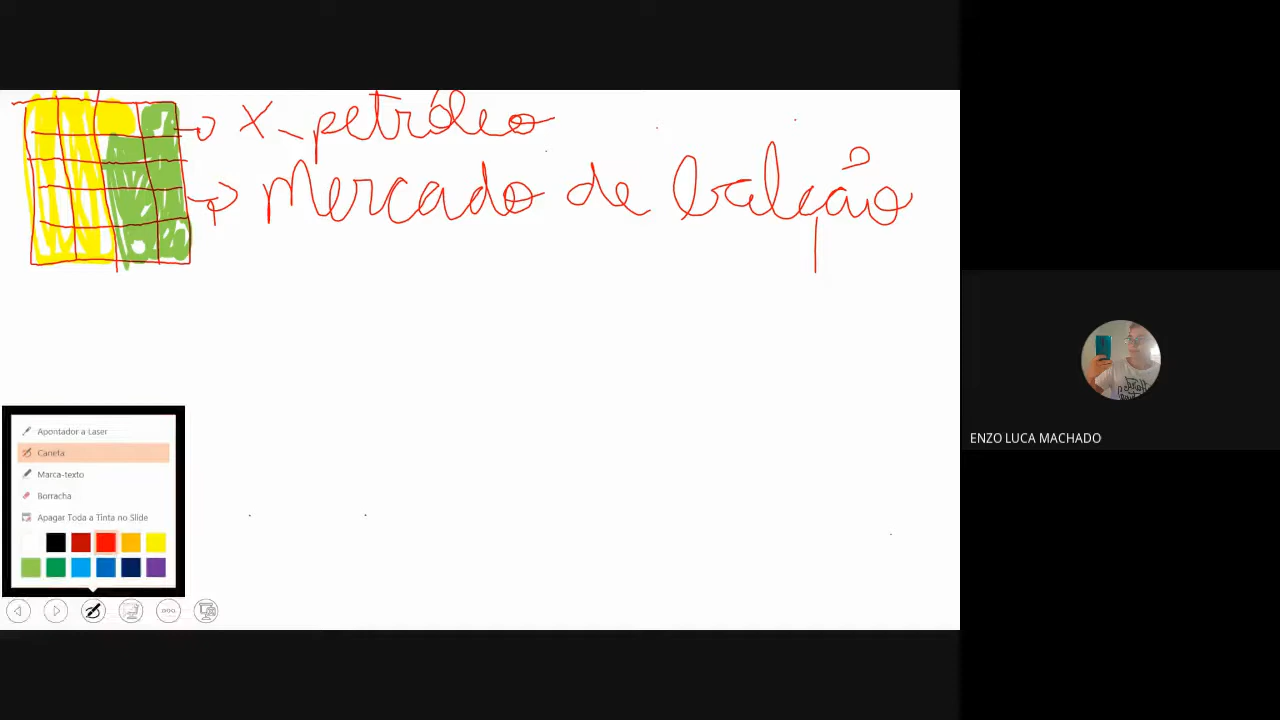 X_petróleo
Mercado de balcão
Apontador a Laser
Caneta
Marca-texto
Borracha
Apagar Toda a Tinta no Slide
ENZO LUCA MACHADO